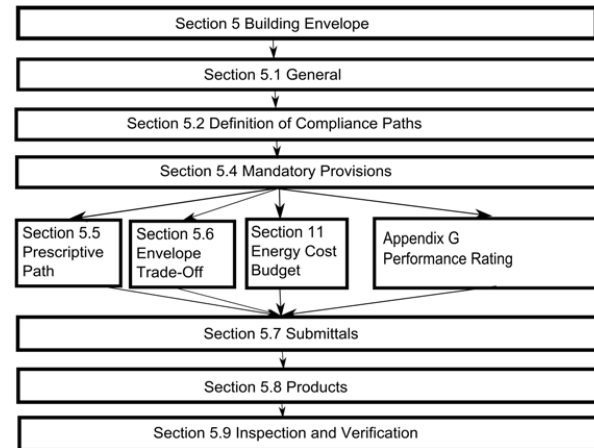 Section 5 Building Envelope
Section 5.1 General
Section 5.2 Definition of Compliance Paths
Section 5.4 Mandatory Provisions
Section 5.5
Prescriptive
Path
Section 5.6
Envelope
Trade-Off
Section 11
Energy Cost
Budget
Appendix G
Performance Rating
Section 5.7 Submittals
Section 5.8 Products
Section 5.9 Inspection and Verification